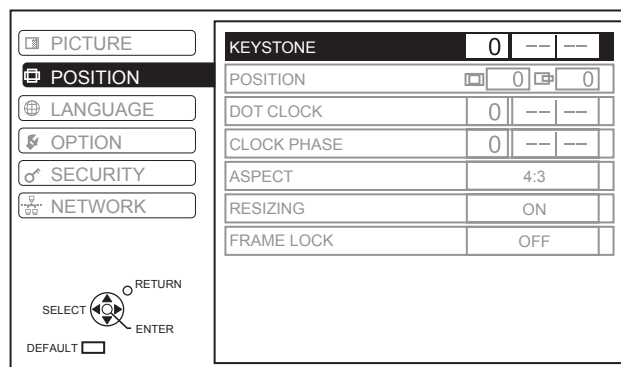 PICTURE
POSITION
LANGUAGE
OPTION
SECURITY
NETWORK
RETURN
SELECT
ENTER
DEFAULT
KEYSTONE 0 -- --
POSITION 0 0
DOT CLOCK 0 -- --
CLOCK PHASE 0 -- --
ASPECT 4:3
RESIZING ON
FRAME LOCK OFF